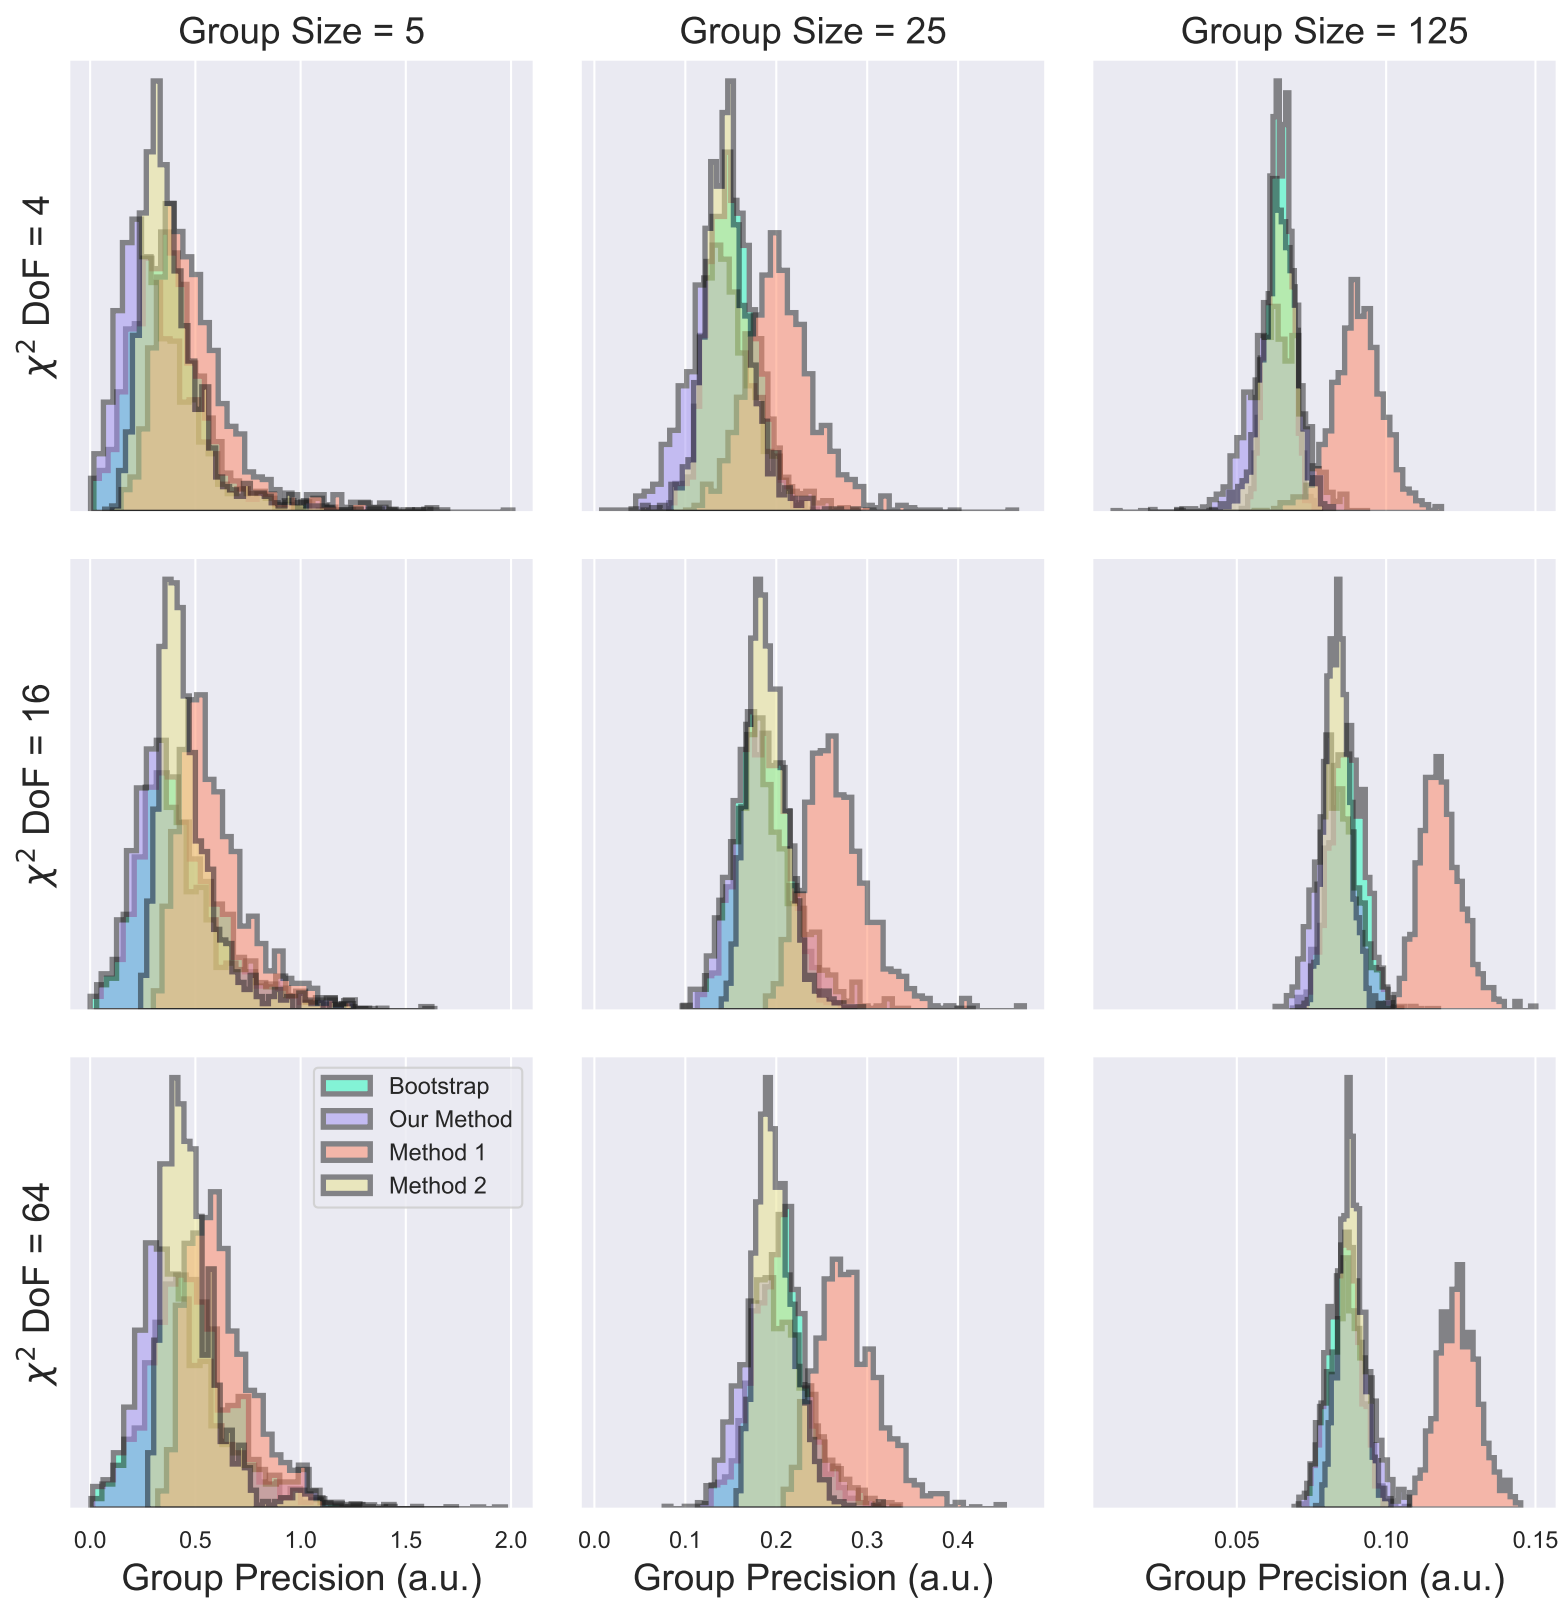 Group Size = 5
Group Size = 25
Group Size = 125
χ² DoF = 4
χ² DoF = 16
χ² DoF = 64
Bootstrap
Our Method
Method 1
Method 2
0.0 0.5 1.0 1.5 2.0
0.0 0.1 0.2 0.3 0.4
0.05 0.10 0.15
Group Precision (a.u.)
Group Precision (a.u.)
Group Precision (a.u.)